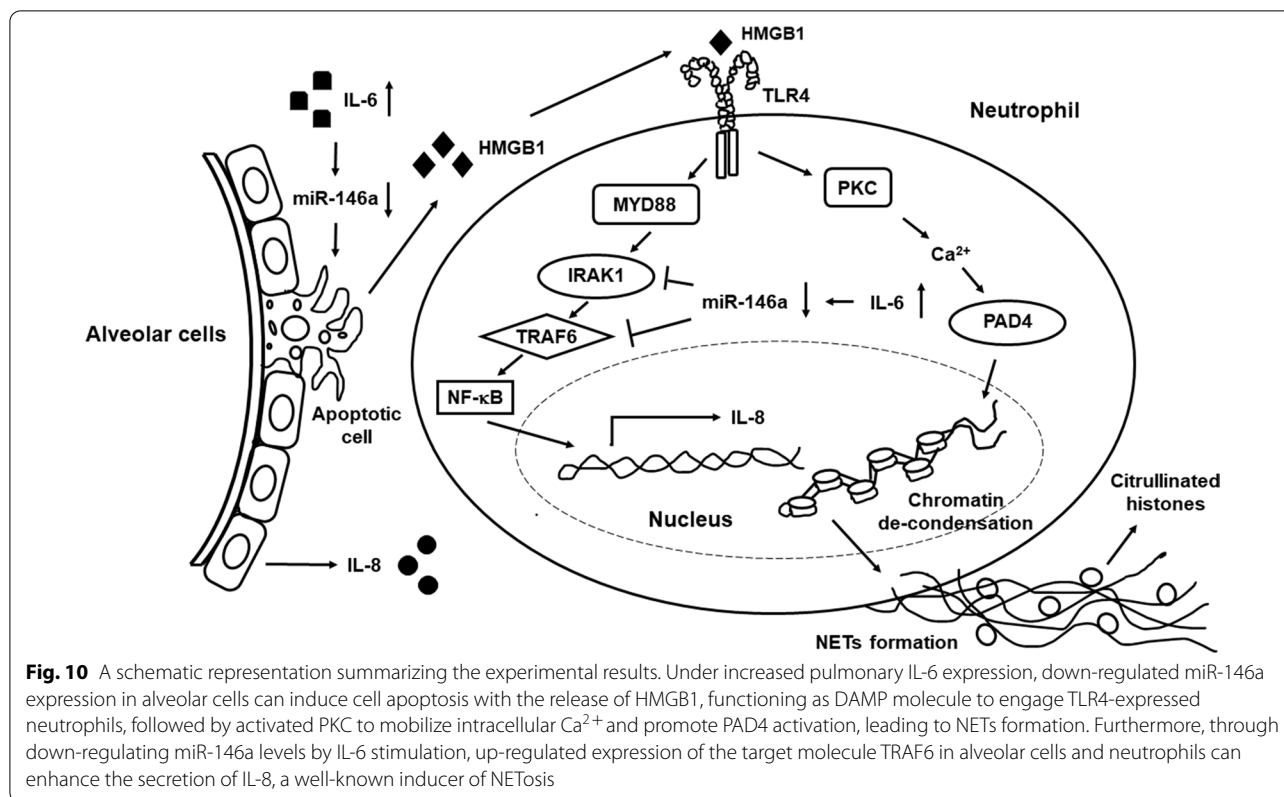 HMGB1
IL-6
TLR4
Neutrophil
HMGB1
miR-146a
PKC
MYD88
Ca2+
IRAK1
miR-146a
IL-6
Alveolar cells
TRAF6
PAD4
NF-κB
Apoptotic
cell
IL-8
Nucleus
Chromatin
de-condensation
Citrullinated
histones
IL-8
NETs formation
Fig. 10 A schematic representation summarizing the experimental results. Under increased pulmonary IL-6 expression, down-regulated miR-146a
expression in alveolar cells can induce cell apoptosis with the release of HMGB1, functioning as DAMP molecule to engage TLR4-expressed
neutrophils, followed by activated PKC to mobilize intracellular Ca2+ and promote PAD4 activation, leading to NETs formation. Furthermore, through
down-regulating miR-146a levels by IL-6 stimulation, up-regulated expression of the target molecule TRAF6 in alveolar cells and neutrophils can
enhance the secretion of IL-8, a well-known inducer of NETosis